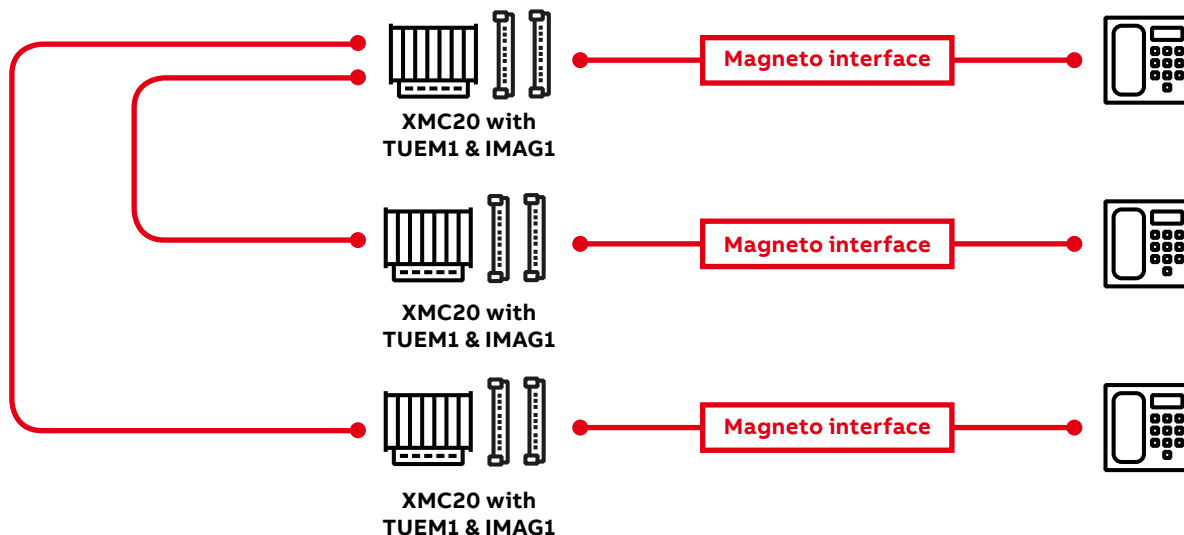 Magneto interface
XMC20 with
TUEM1 & IMAG1
Magneto interface
XMC20 with
TUEM1 & IMAG1
Magneto interface
XMC20 with
TUEM1 & IMAG1